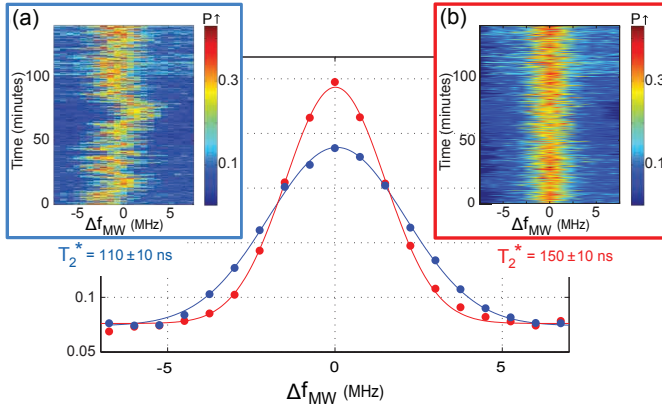 (a)
P↑
Time (minutes)
100
50
0
0.3
0.1
-5
0
5
Δf_MW (MHz)
T₂* = 110 ± 10 ns
(b)
P↑
Time (minutes)
100
50
0
0.3
0.1
-5
0
5
Δf_MW (MHz)
T₂* = 150 ± 10 ns
0.1
0.05
-5
0
5
Δf_MW (MHz)